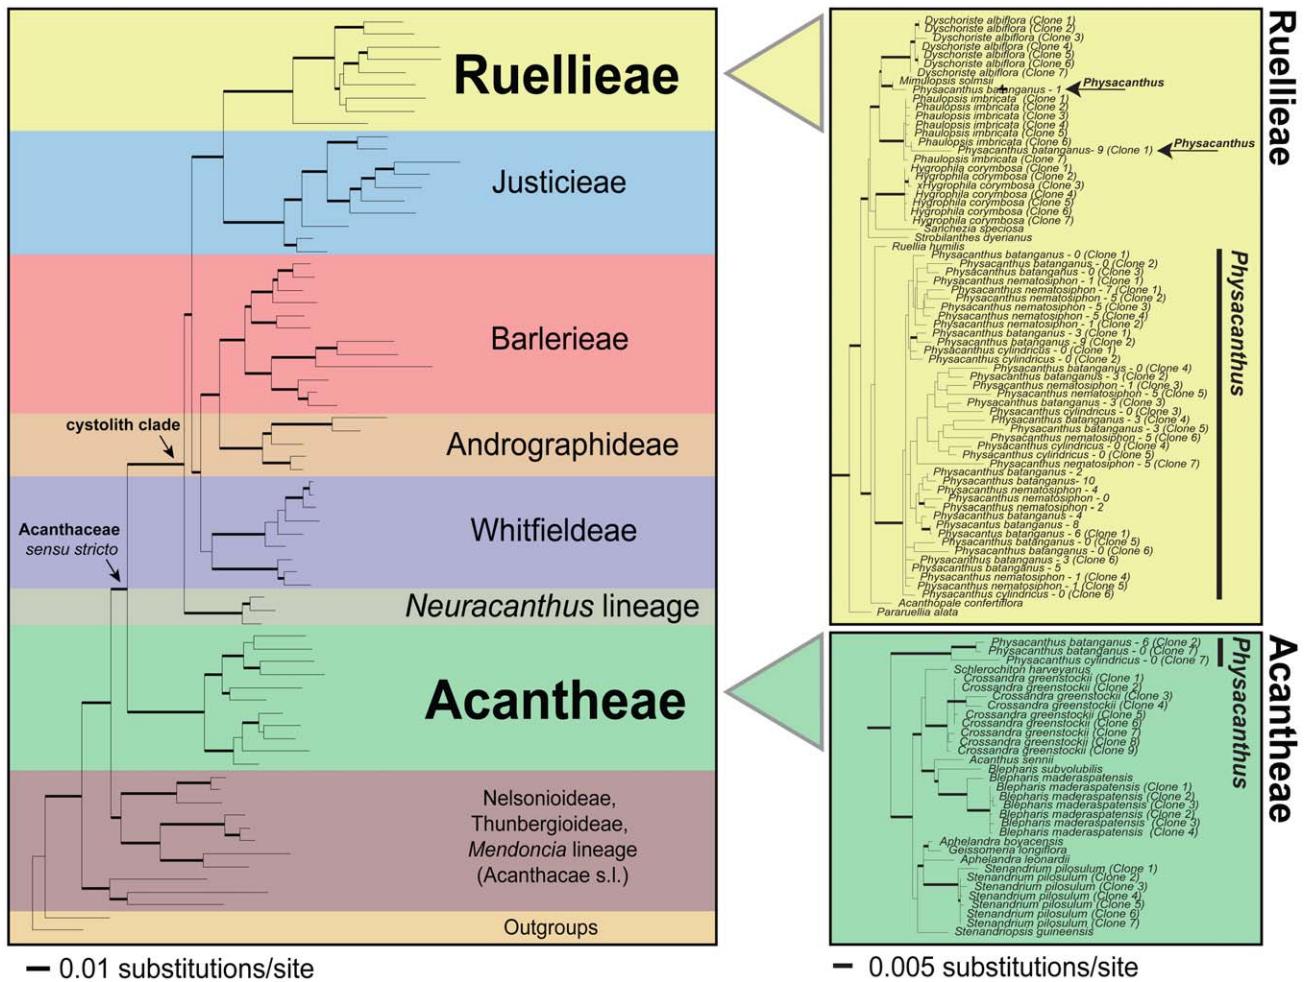 Ruellieae
Justicieae
Barlerieae
cystolith clade
Andrographideae
Acanthaceae
sensu stricto
Whitfieldeae
Neuracanthus lineage
Acantheae
Nelsonioideae,
Thunbergioideae,
Mendoncia lineage
(Acanthacae s.l.)
Outgroups
0.01 substitutions/site
Ruellieae
Dyschoriste albiflora (Clone 1)
Dyschoriste albiflora (Clone 2)
Dyschoriste albiflora (Clone 3)
Dyschoriste albiflora (Clone 4)
Dyschoriste albiflora (Clone 5)
Dyschoriste albiflora (Clone 6)
Dyschoriste albiflora (Clone 7)
Mimulopsis solmsii
Physacanthus batanganus - 1
Physacanthus
Phaulopsis imbricata (Clone 1)
Phaulopsis imbricata (Clone 2)
Phaulopsis imbricata (Clone 3)
Phaulopsis imbricata (Clone 4)
Phaulopsis imbricata (Clone 5)
Phaulopsis imbricata (Clone 6)
Physacanthus batanganus- 9 (Clone 1)
Physacanthus
Phaulopsis imbricata (Clone 7)
Hygrophila corymbosa (Clone 1)
Hygrophila corymbosa (Clone 2)
xHygrophila corymbosa (Clone 3)
Hygrophila corymbosa (Clone 4)
Hygrophila corymbosa (Clone 5)
Hygrophila corymbosa (Clone 6)
Hygrophila corymbosa (Clone 7)
Sanchezia speciosa
Strobilanthes dyerianus
Ruellia humilis
Physacanthus batanganus - 0 (Clone 1)
Physacanthus batanganus - 0 (Clone 2)
Physacanthus batanganus - 0 (Clone 3)
Physacanthus nematosiphon - 1 (Clone 1)
Physacanthus nematosiphon - 7 (Clone 1)
Physacanthus nematosiphon - 5 (Clone 2)
Physacanthus nematosiphon - 5 (Clone 3)
Physacanthus nematosiphon - 5 (Clone 4)
Physacanthus nematosiphon - 1 (Clone 2)
Physacanthus batanganus - 3 (Clone 1)
Physacanthus batanganus - 9 (Clone 2)
Physacanthus cylindricus - 0 (Clone 1)
Physacanthus cylindricus - 0 (Clone 2)
Physacanthus batanganus - 0 (Clone 4)
Physacanthus batanganus - 3 (Clone 2)
Physacanthus nematosiphon - 1 (Clone 3)
Physacanthus nematosiphon - 5 (Clone 5)
Physacanthus batanganus - 3 (Clone 3)
Physacanthus cylindricus - 0 (Clone 3)
Physacanthus batanganus - 3 (Clone 4)
Physacanthus batanganus - 3 (Clone 5)
Physacanthus nematosiphon - 5 (Clone 6)
Physacanthus cylindricus - 0 (Clone 4)
Physacanthus cylindricus - 0 (Clone 5)
Physacanthus nematosiphon - 5 (Clone 7)
Physacanthus batanganus - 2
Physacanthus batanganus- 10
Physacanthus nematosiphon - 4
Physacanthus nematosiphon - 0
Physacanthus nematosiphon - 2
Physacanthus batanganus - 4
Physacantus batanganus - 8
Physacantus batanganus - 6 (Clone 1)
Physacanthus batanganus - 0 (Clone 5)
Physacanthus batanganus - 0 (Clone 6)
Physacanthus batanganus - 3 (Clone 6)
Physacanthus batanganus - 5
Physacanthus nematosiphon - 1 (Clone 4)
Physacanthus nematosiphon - 1 (Clone 5)
Physacanthus cylindricus - 0 (Clone 6)
Acanthopale confertiflora
Pararuellia alata
Physacanthus
Acantheae
Physacanthus batanganus - 6 (Clone 2)
Physacanthus batanganus - 0 (Clone 7)
Physacanthus cylindricus - 0 (Clone 7)
Physacanthus
Schlerochiton harveyanus
Crossandra greenstockii (Clone 1)
Crossandra greenstockii (Clone 2)
Crossandra greenstockii (Clone 3)
Crossandra greenstockii (Clone 4)
Crossandra greenstockii (Clone 5)
Crossandra greenstockii (Clone 6)
Crossandra greenstockii (Clone 7)
Crossandra greenstockii (Clone 8)
Crossandra greenstockii (Clone 9)
Acanthus sennii
Blepharis subvolubilis
Blepharis maderaspatensis
Blepharis maderaspatensis (Clone 1)
Blepharis maderaspatensis (Clone 2)
Blepharis maderaspatensis (Clone 3)
Blepharis maderaspatensis (Clone 2)
Blepharis maderaspatensis (Clone 3)
Blepharis maderaspatensis (Clone 4)
Aphelandra boyacensis
Geissomeria longiflora
Aphelandra leonardii
Stenandrium pilosulum (Clone 1)
Stenandrium pilosulum (Clone 2)
Stenandrium pilosulum (Clone 3)
Stenandrium pilosulum (Clone 4)
Stenandrium pilosulum (Clone 5)
Stenandrium pilosulum (Clone 6)
Stenandrium pilosulum (Clone 7)
Stenandriopsis guineensis
0.005 substitutions/site